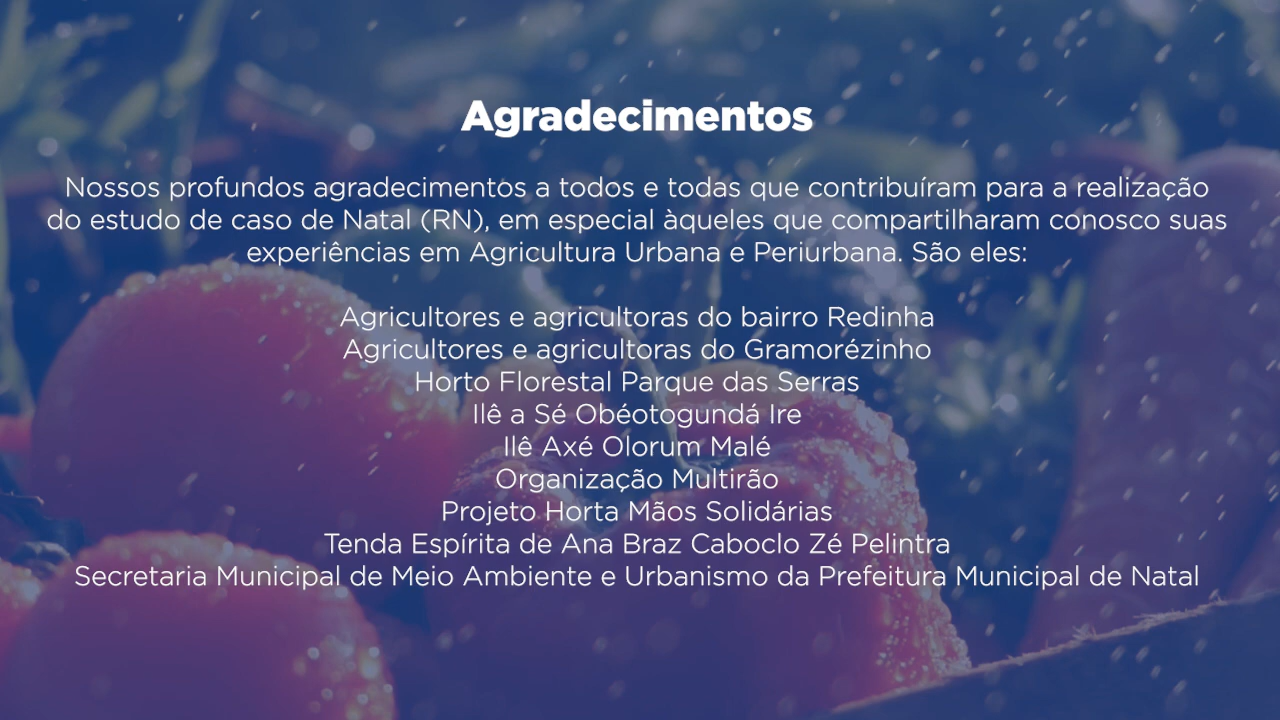 Agradecimentos
Nossos profundos agradecimentos a todos e todas que contribuíram para a realização
do estudo de caso de Natal (RN), em especial àqueles que compartilharam conosco suas
experiências em Agricultura Urbana e Periurbana. São eles:
Agricultores e agricultoras do bairro Redinha
Agricultores e agricultoras do Gramorézinho
Horto Florestal Parque das Serras
Ilê a Sé Obéotogundá Ire
Ilê Axé Olorum Malé
Organização Multirão
Projeto Horta Mãos Solidárias
Tenda Espírita de Ana Braz Caboclo Zé Pelintra
Secretaria Municipal de Meio Ambiente e Urbanismo da Prefeitura Municipal de Natal